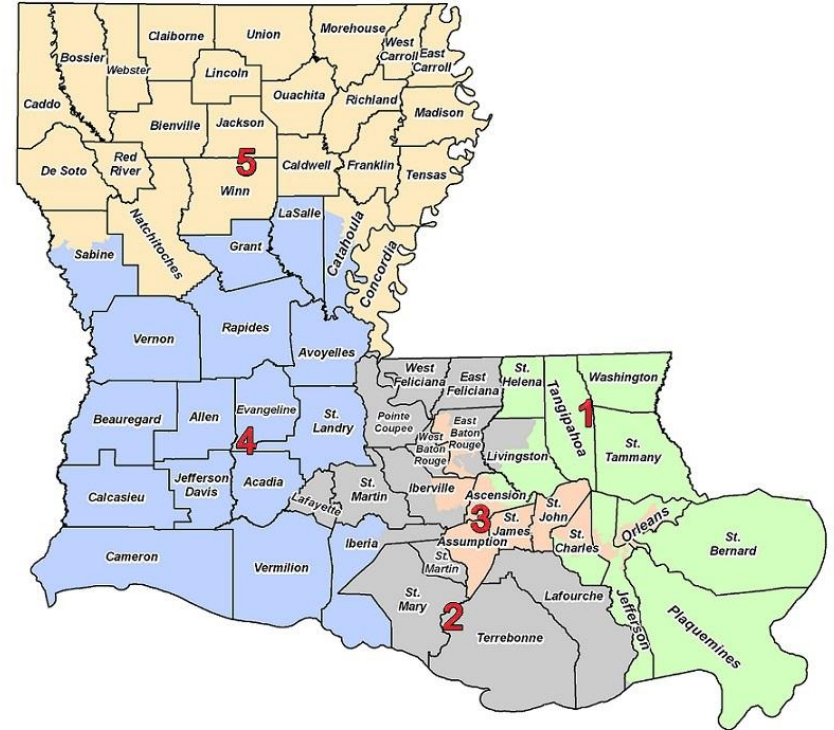 Caddo
Bossier
Webster
Claiborne
Union
Morehouse
West
Carroll
East
Carroll
Lincoln
Ouachita
Richland
Madison
Bienville
Jackson
De Soto
Red
River
5
Winn
Caldwell
Franklin
Tensas
Natchitoches
LaSalle
Catahoula
Concordia
Sabine
Grant
Vernon
Rapides
Avoyelles
West
Feliciana
East
Feliciana
St.
Helena
Tangipahoa
Washington
1
Beauregard
Allen
Evangeline
4
St.
Landry
Pointe
Coupee
West
Baton
Rouge
East
Baton
Rouge
Livingston
St.
Tammany
Calcasieu
Jefferson
Davis
Acadia
Lafayette
St.
Martin
Iberville
Ascension
3
St.
James
St.
John
Assumption
St.
Charles
Orleans
St.
Bernard
Cameron
Vermilion
Iberia
St.
Martin
St.
Mary
2
Terrebonne
Lafourche
Jefferson
Plaquemines